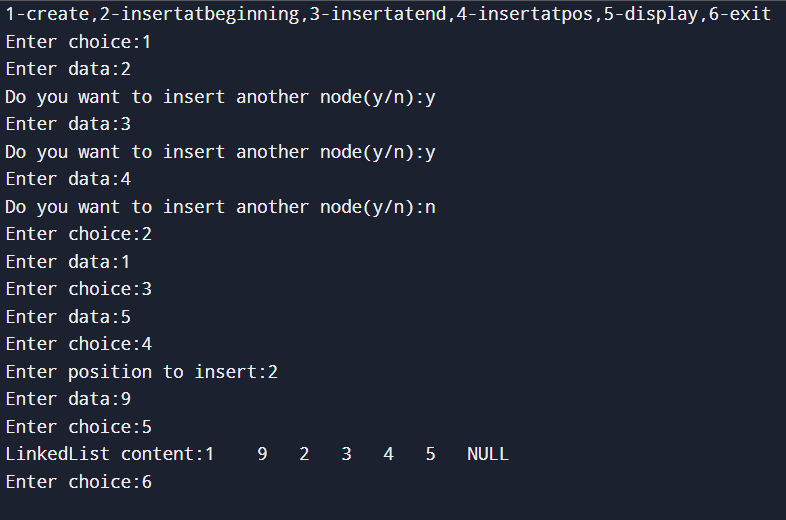 1-create,2-insertatbeginning,3-insertatend,4-insertatpos,5-display,6-exit
Enter choice:1
Enter data:2
Do you want to insert another node(y/n):y
Enter data:3
Do you want to insert another node(y/n):y
Enter data:4
Do you want to insert another node(y/n):n
Enter choice:2
Enter data:1
Enter choice:3
Enter data:5
Enter choice:4
Enter position to insert:2
Enter data:9
Enter choice:5
LinkedList content:1    9   2   3   4   5   NULL
Enter choice:6